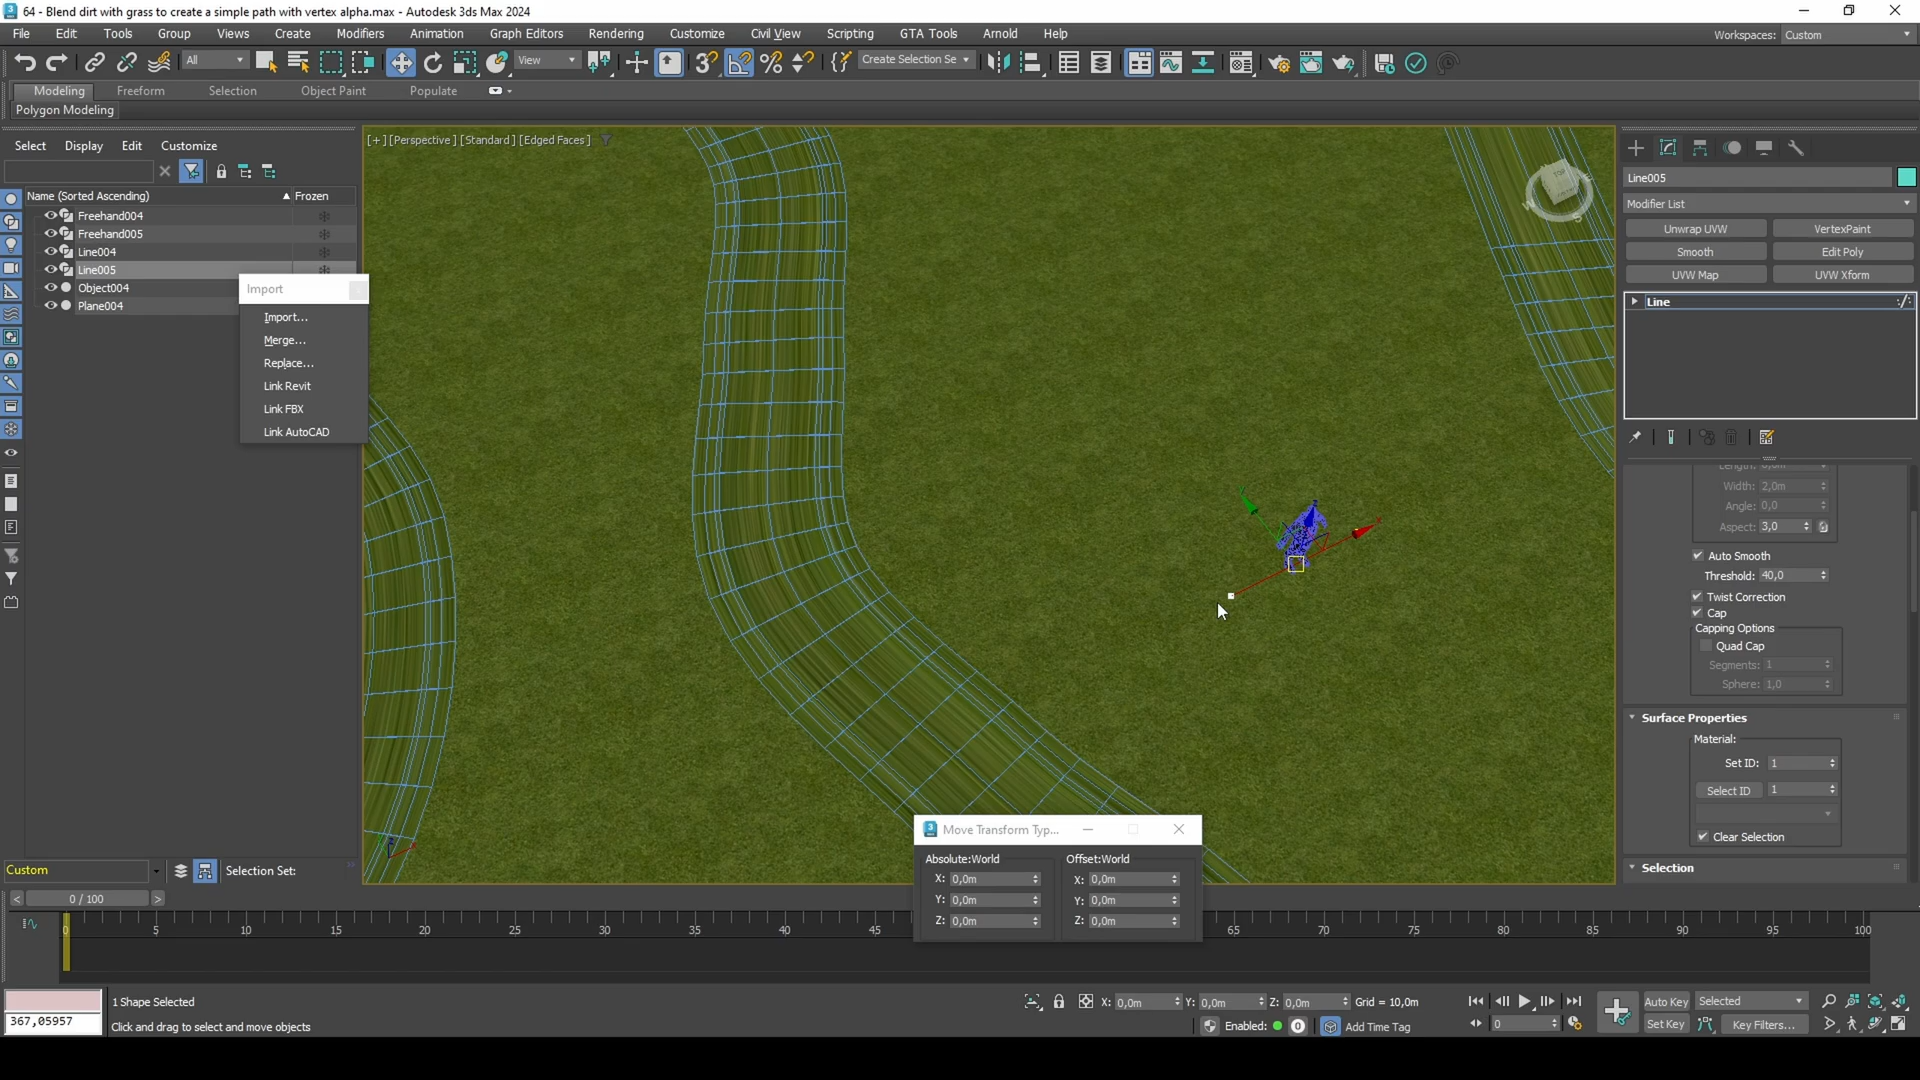 64 - Blend dirt with grass to create a simple path with vertex alpha.max - Autodesk 3ds Max 2024
File Edit Tools Group Views Create Modifiers Animation Graph Editors Rendering Customize Civil View Scripting GTA Tools Arnold Help
Workspaces: Custom
All View Create Selection Se
Modeling Freeform Selection Object Paint Populate
Polygon Modeling
Select Display Edit Customize
Name (Sorted Ascending) Frozen
Freehand004
Freehand005
Line004
Line005
Object004
Plane004
Import
Import...
Merge...
Replace...
Link Revit
Link FBX
Link AutoCAD
[+] [Perspective] [Standard] [Edged Faces]
Line005
Modifier List
Unwrap UVW VertexPaint
Smooth Edit Poly
UVW Map UVW Xform
Line
Length: 6,0m
Width: 2,0m
Angle: 0,0
Aspect: 3,0
Auto Smooth
Threshold: 40,0
Twist Correction
Cap
Capping Options
Quad Cap
Segments: 1
Sphere: 1,0
Surface Properties
Material:
Set ID: 1
Select ID 1
Clear Selection
Selection
Move Transform Typ...
Absolute:World Offset:World
X: 0,0m X: 0,0m
Y: 0,0m Y: 0,0m
Z: 0,0m Z: 0,0m
Custom Selection Set:
< 0 / 100 >
0 5 10 15 20 25 30 35 40 45 65 70 75 80 85 90 95 100
367,05957
1 Shape Selected
Click and drag to select and move objects
X: 0,0m Y: 0,0m Z: 0,0m Grid = 10,0m
Enabled: 0 Add Time Tag
0
Auto Key Selected
Set Key Key Filters...